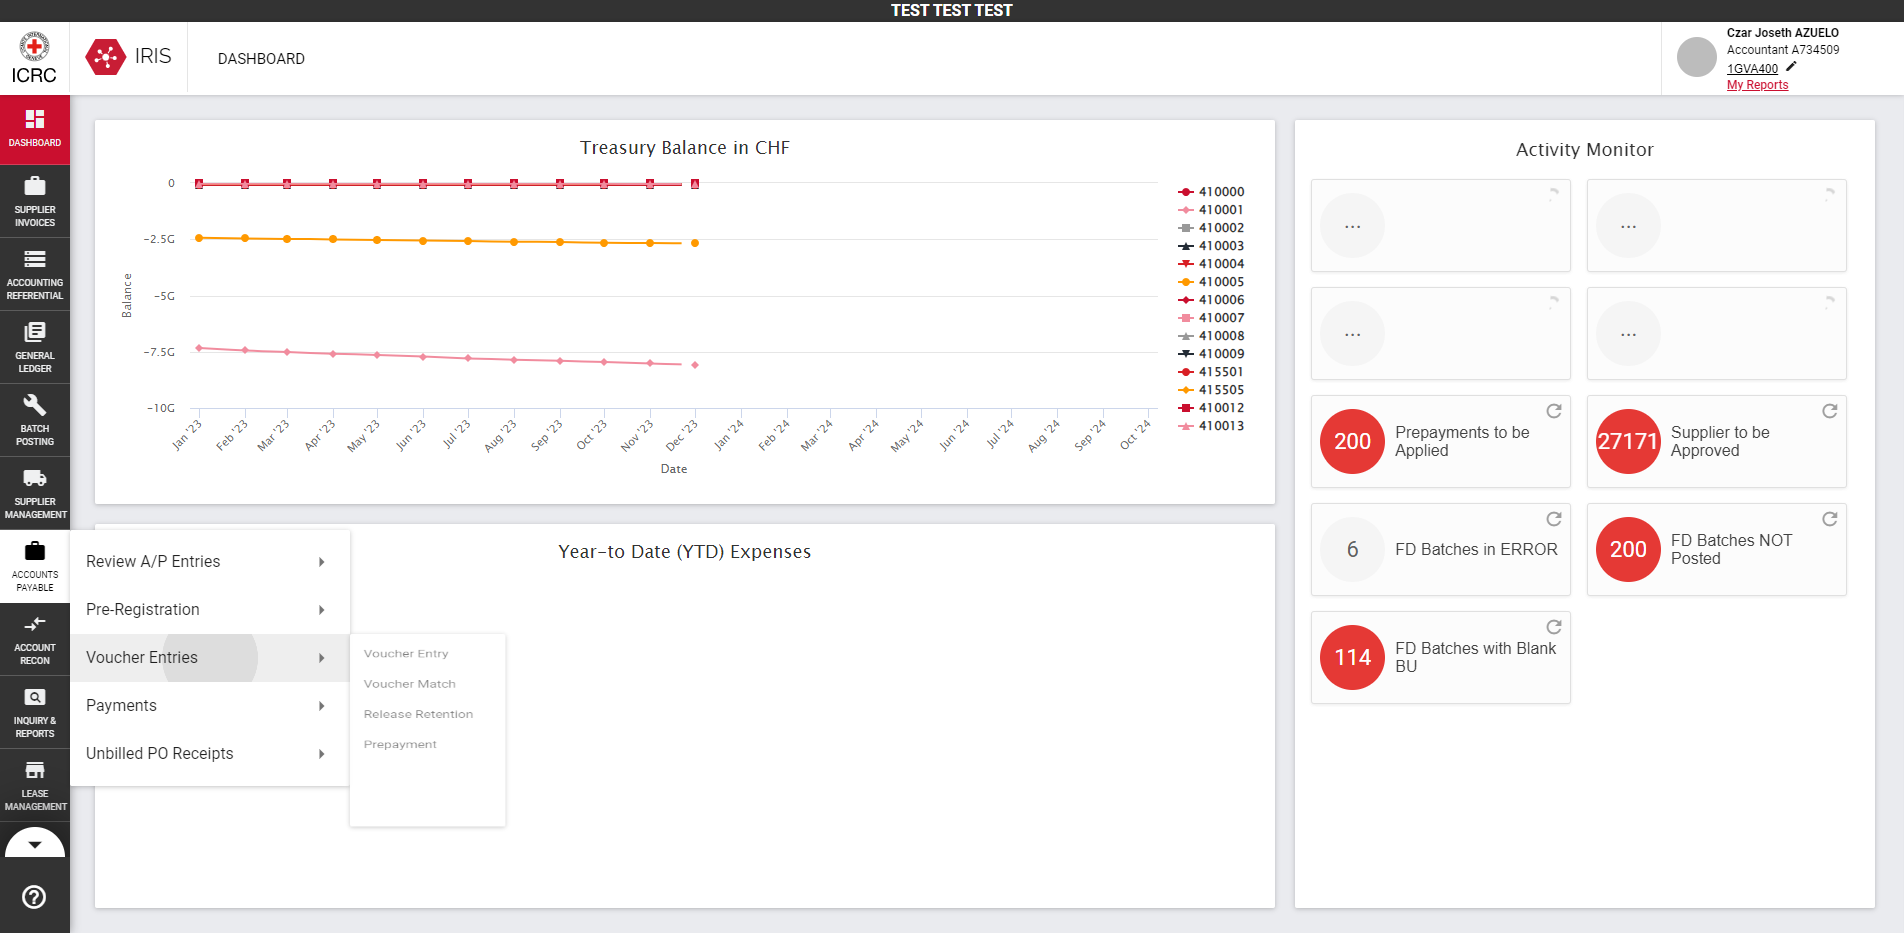 TEST TEST TEST
ICRC
IRIS
DASHBOARD
Czar Joseth AZUELO
Accountant A734509
1GVA400
My Reports
DASHBOARD
SUPPLIER
INVOICES
ACCOUNTING
REFERENTIAL
GENERAL
LEDGER
BATCH
POSTING
SUPPLIER
MANAGEMENT
ACCOUNTS
PAYABLE
ACCOUNT
RECON
INQUIRY &
REPORTS
LEASE
MANAGEMENT
Treasury Balance in CHF
Balance
0
-2.5G
-5G
-7.5G
-10G
Jan '23
Feb '23
Mar '23
Apr '23
May '23
Jun '23
Jul '23
Aug '23
Sep '23
Oct '23
Nov '23
Dec '23
Jan '24
Feb '24
Mar '24
Apr '24
May '24
Jun '24
Jul '24
Aug '24
Sep '24
Oct '24
Date
410000
410001
410002
410003
410004
410005
410006
410007
410008
410009
415501
415505
410012
410013
Year-to Date (YTD) Expenses
Review A/P Entries
Pre-Registration
Voucher Entries
Payments
Unbilled PO Receipts
Voucher Entry
Voucher Match
Release Retention
Prepayment
Activity Monitor
...
...
...
...
200 Prepayments to be
Applied
27171 Supplier to be
Approved
6 FD Batches in ERROR
200 FD Batches NOT
Posted
114 FD Batches with Blank
BU